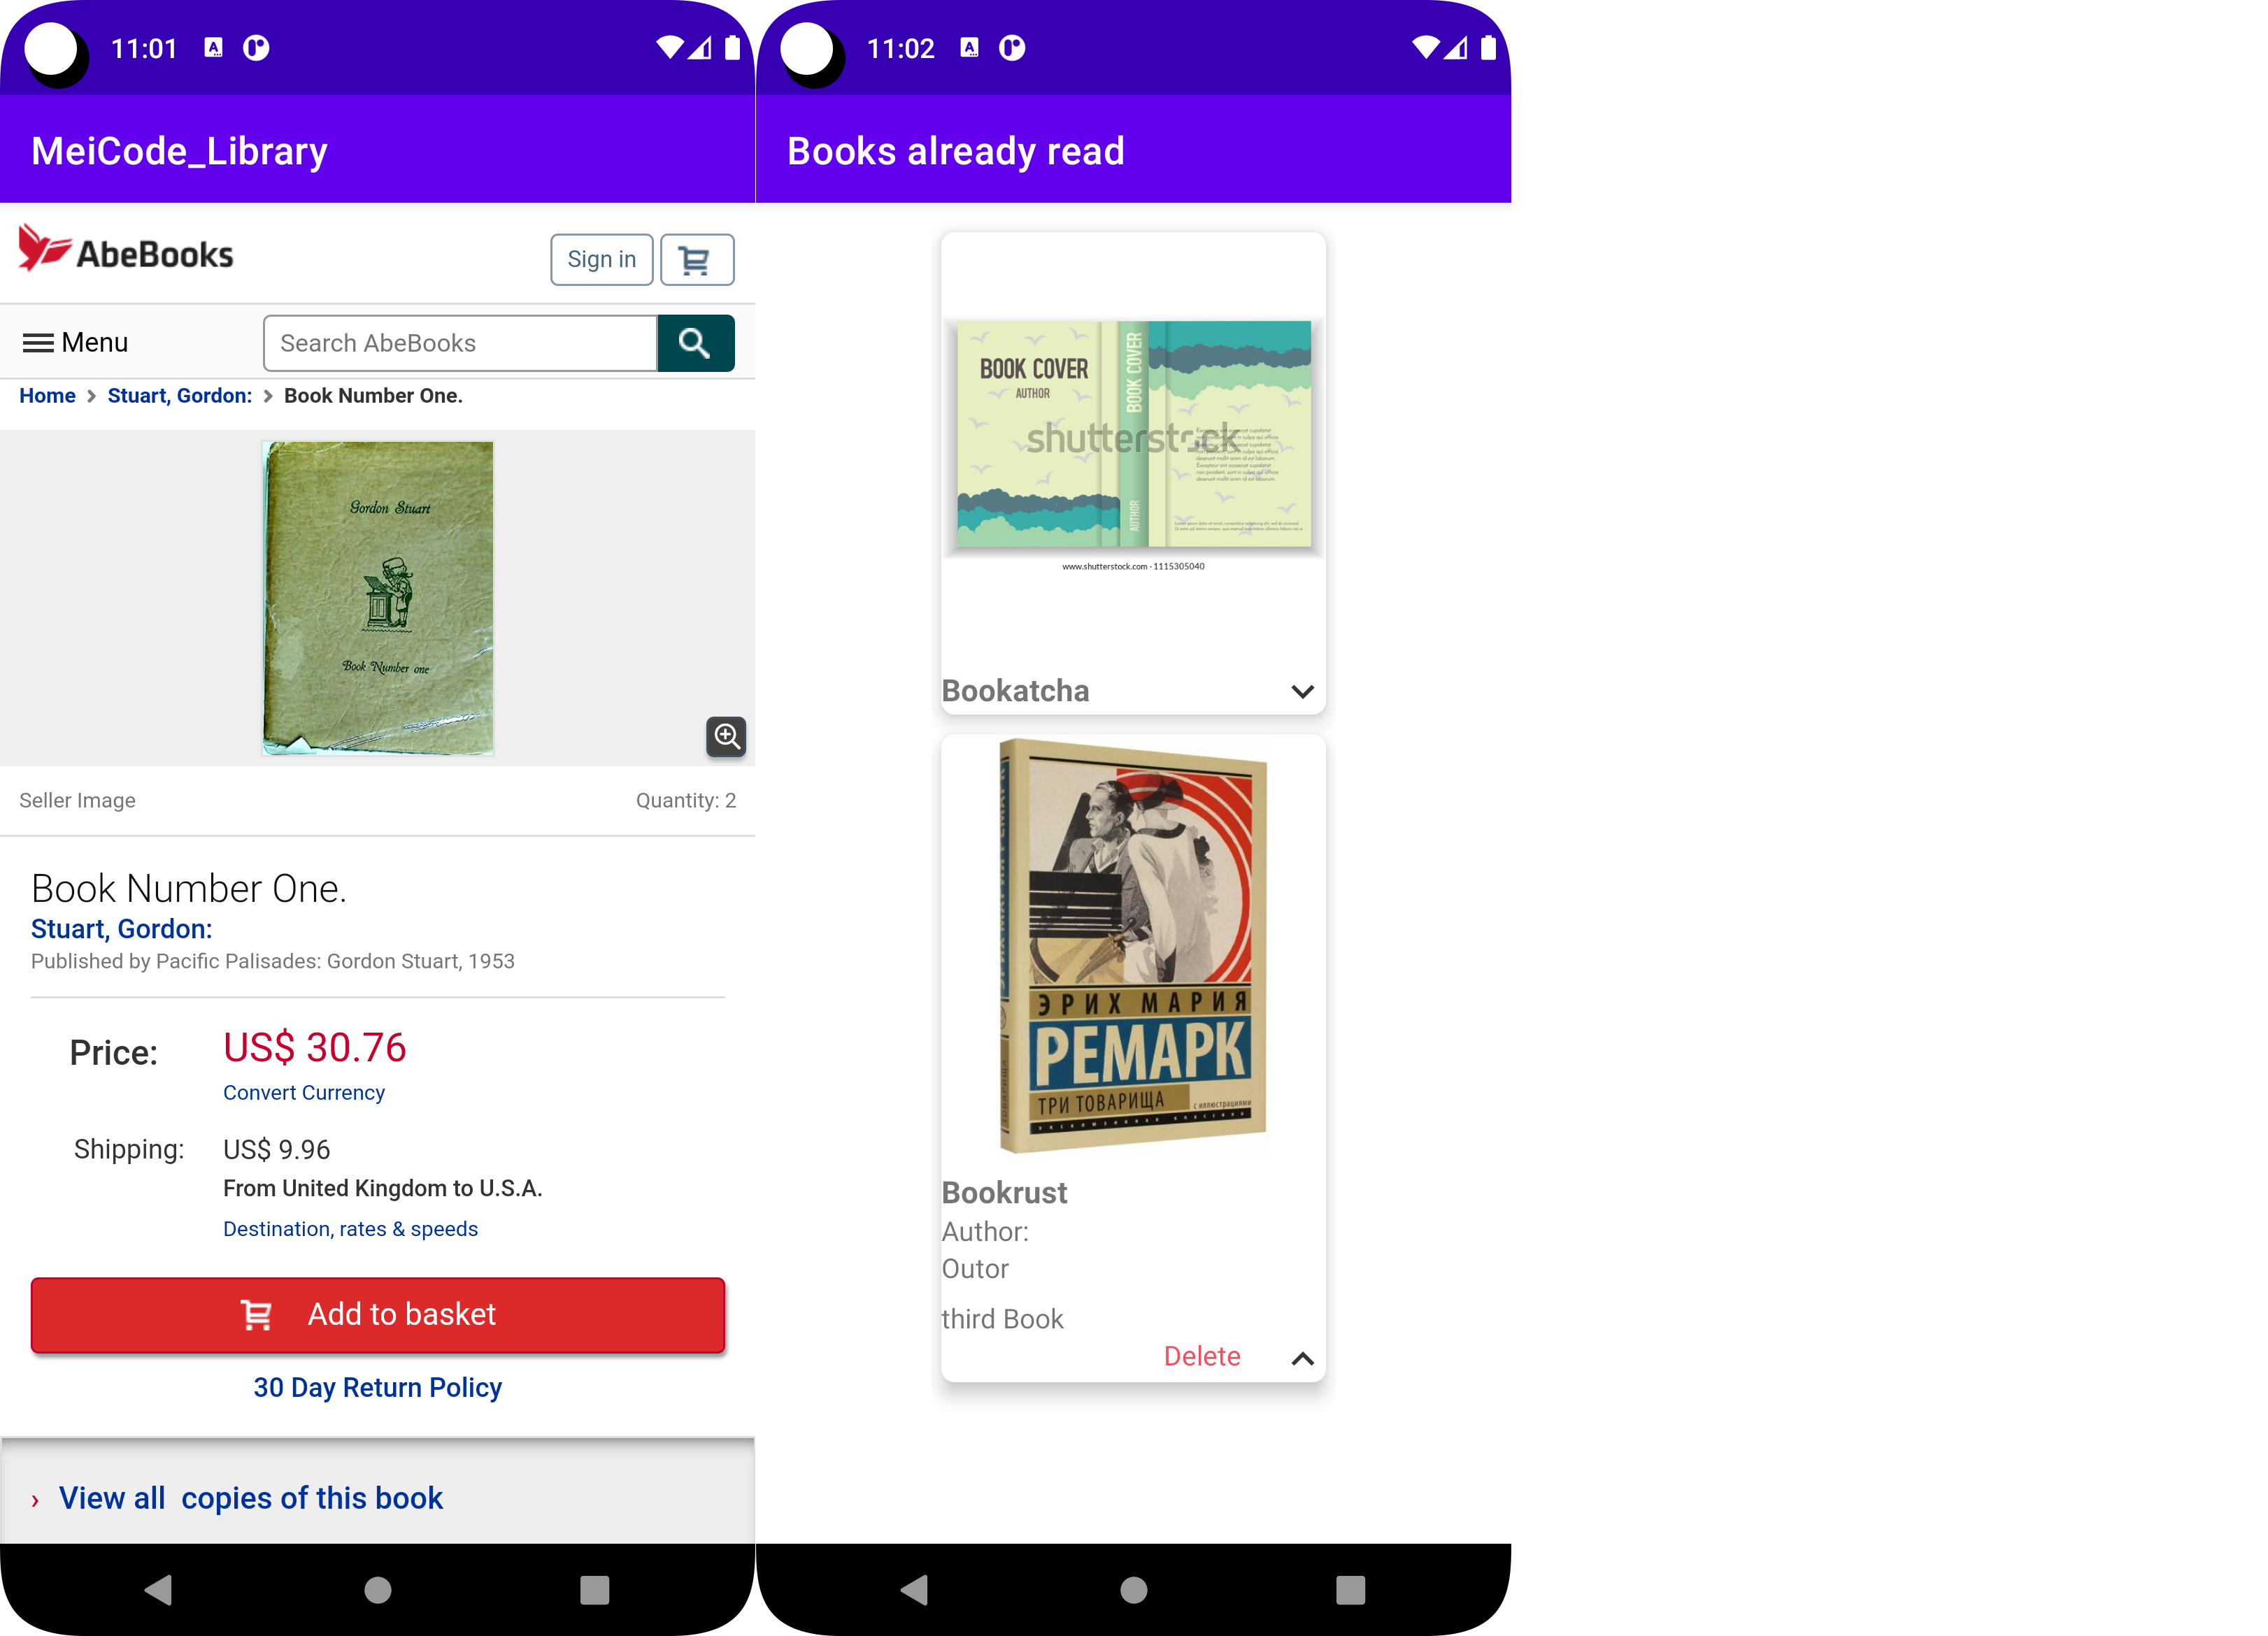 11:01
MeiCode_Library
AbeBooks
Sign in
Menu
Search AbeBooks
Home > Stuart, Gordon: > Book Number One.
Gordon Stuart
Book Number one
Seller Image
Quantity: 2
Book Number One.
Stuart, Gordon:
Published by Pacific Palisades: Gordon Stuart, 1953
Price: US$ 30.76
Convert Currency
Shipping: US$ 9.96
From United Kingdom to U.S.A.
Destination, rates & speeds
Add to basket
30 Day Return Policy
› View all copies of this book
11:02
Books already read
BOOK COVER
AUTHOR
BOOK COVER
AUTHOR
shutterstock
www.shutterstock.com · 1115305040
Bookatcha
ЭРИХ МАРИЯ
РЕМАРК
ТРИ ТОВАРИЩА
с иллюстрациями
эксклюзивная классика
Bookrust
Author:
Outor
third Book
Delete